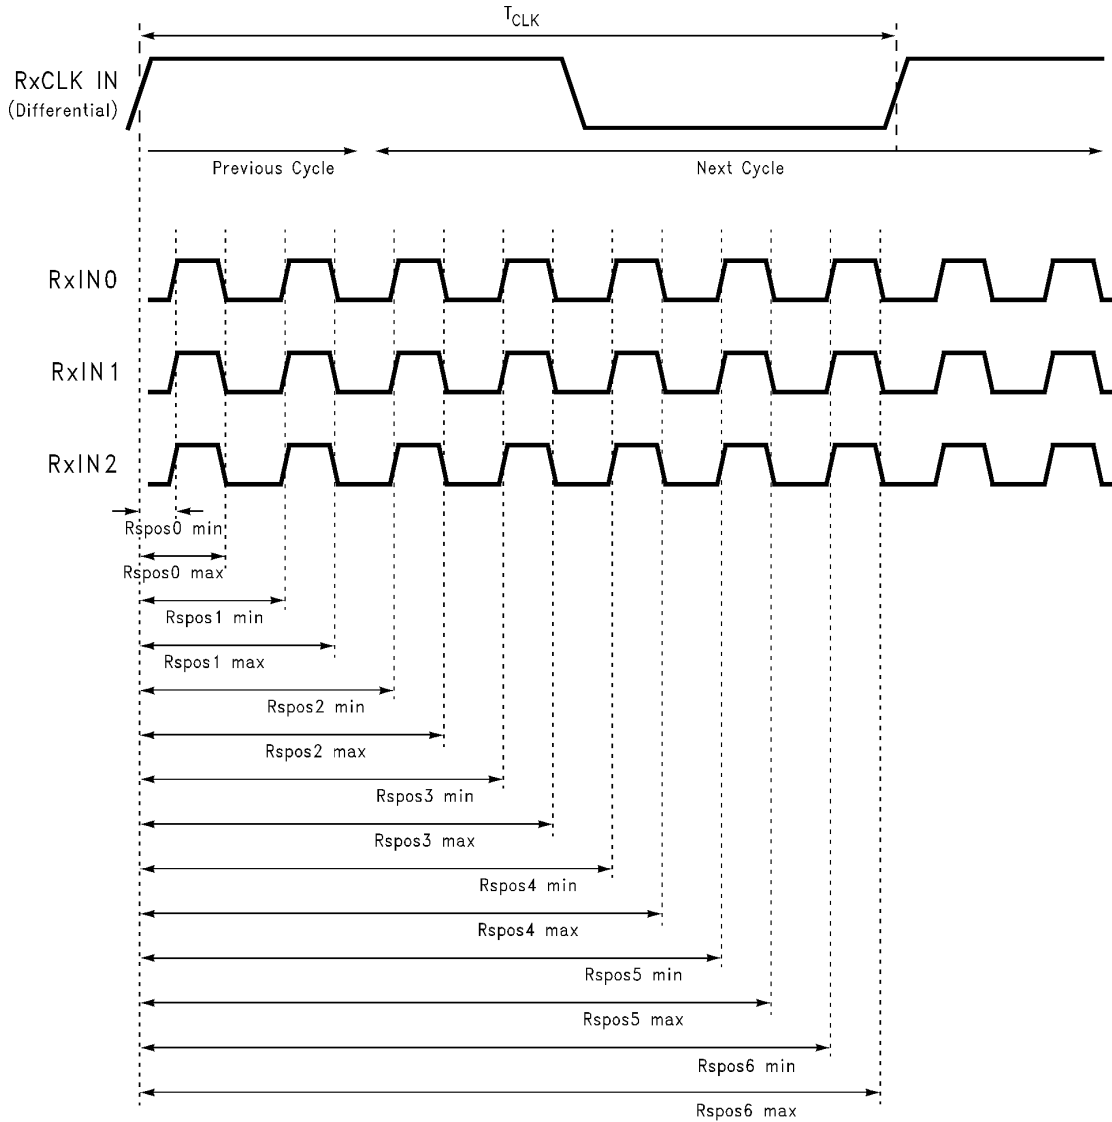 TCLK
RxCLK IN
(Differential)
Previous Cycle
Next Cycle
RxIN0
RxIN1
RxIN2
Rspos0 min
Rspos0 max
Rspos1 min
Rspos1 max
Rspos2 min
Rspos2 max
Rspos3 min
Rspos3 max
Rspos4 min
Rspos4 max
Rspos5 min
Rspos5 max
Rspos6 min
Rspos6 max